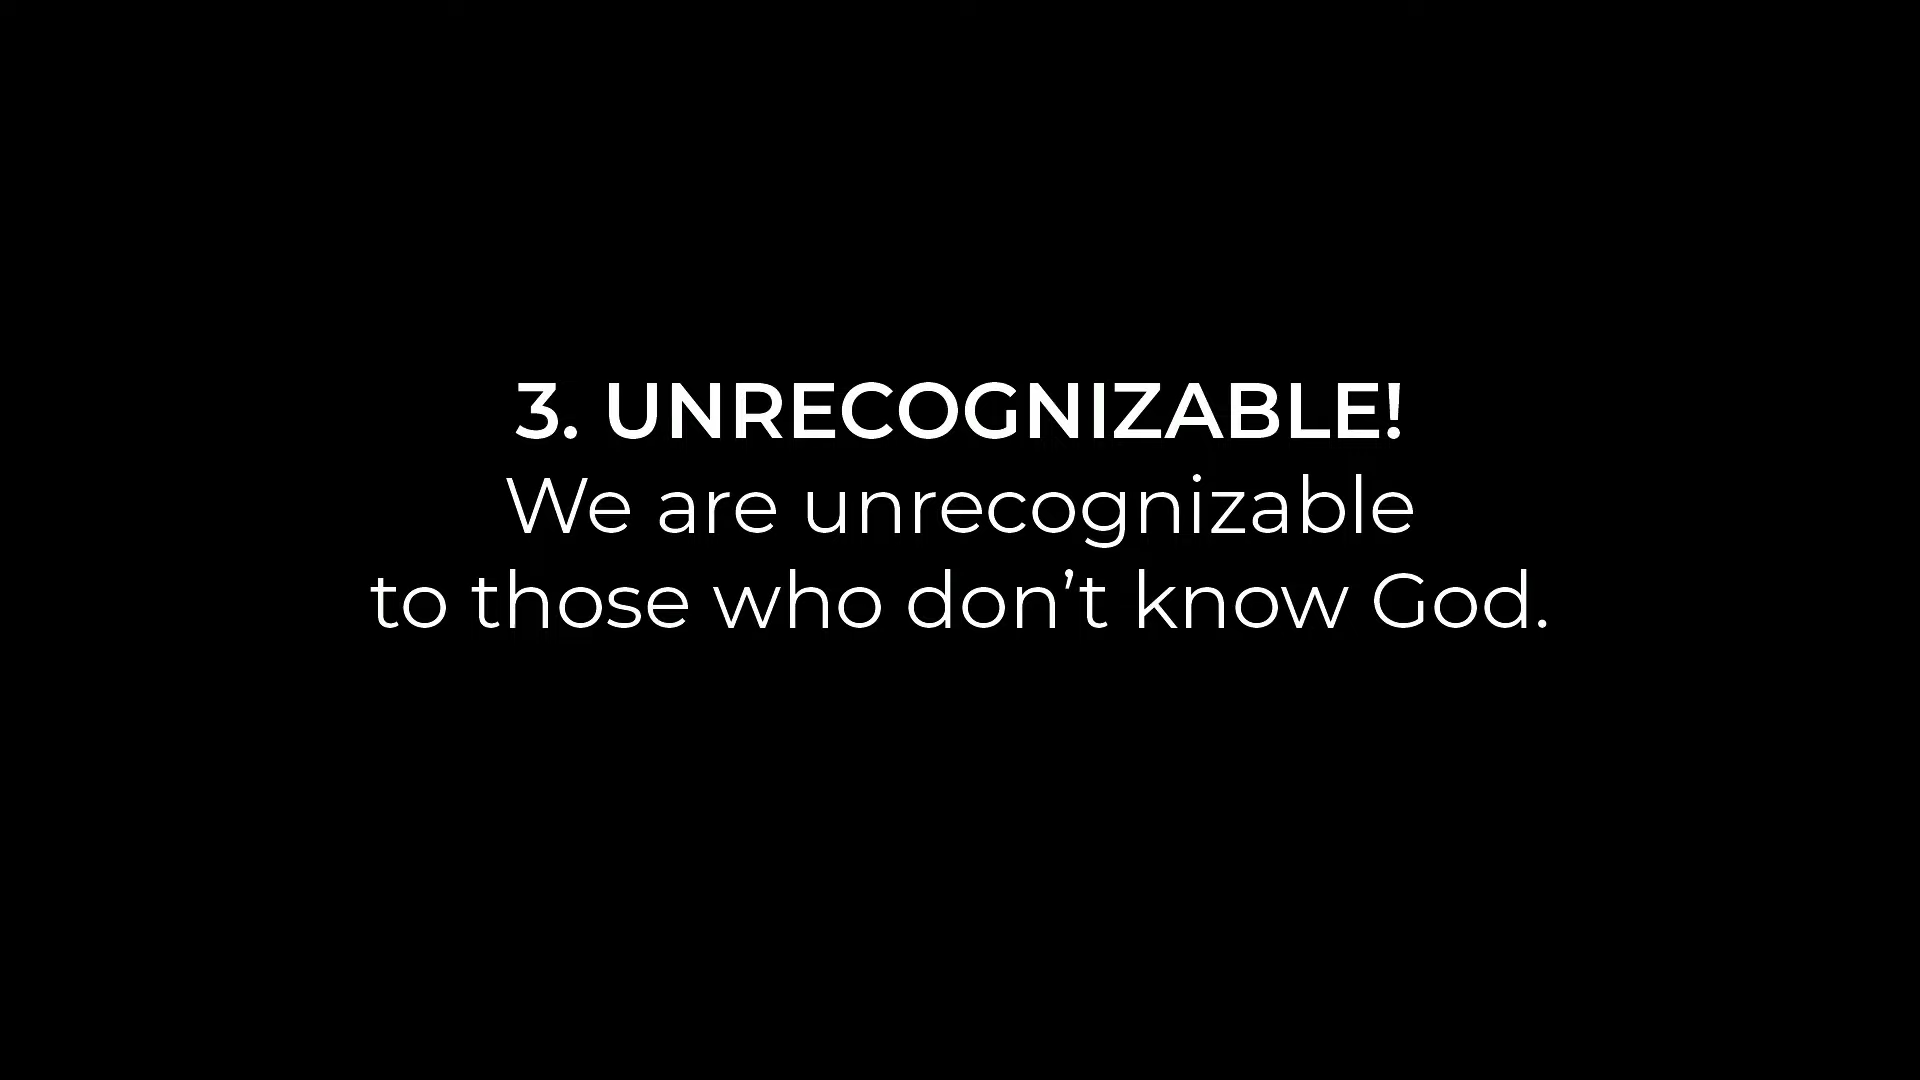 3. UNRECOGNIZABLE!
We are unrecognizable
to those who don’t know God.